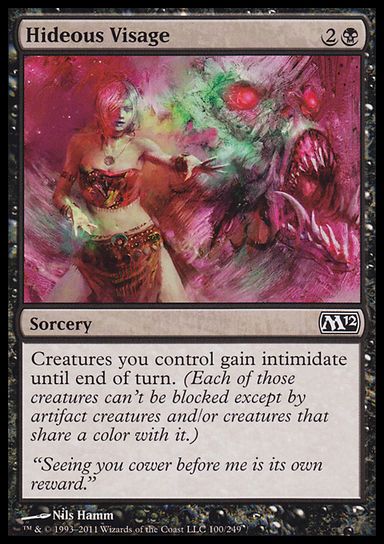 Hideous Visage 2
Sorcery M12
Creatures you control gain intimidate
until end of turn. (Each of those
creatures can't be blocked except by
artifact creatures and/or creatures that
share a color with it.)
“Seeing you cower before me is its own
reward.”
Nils Hamm
™ & © 1993–2011 Wizards of the Coast LLC 100/249